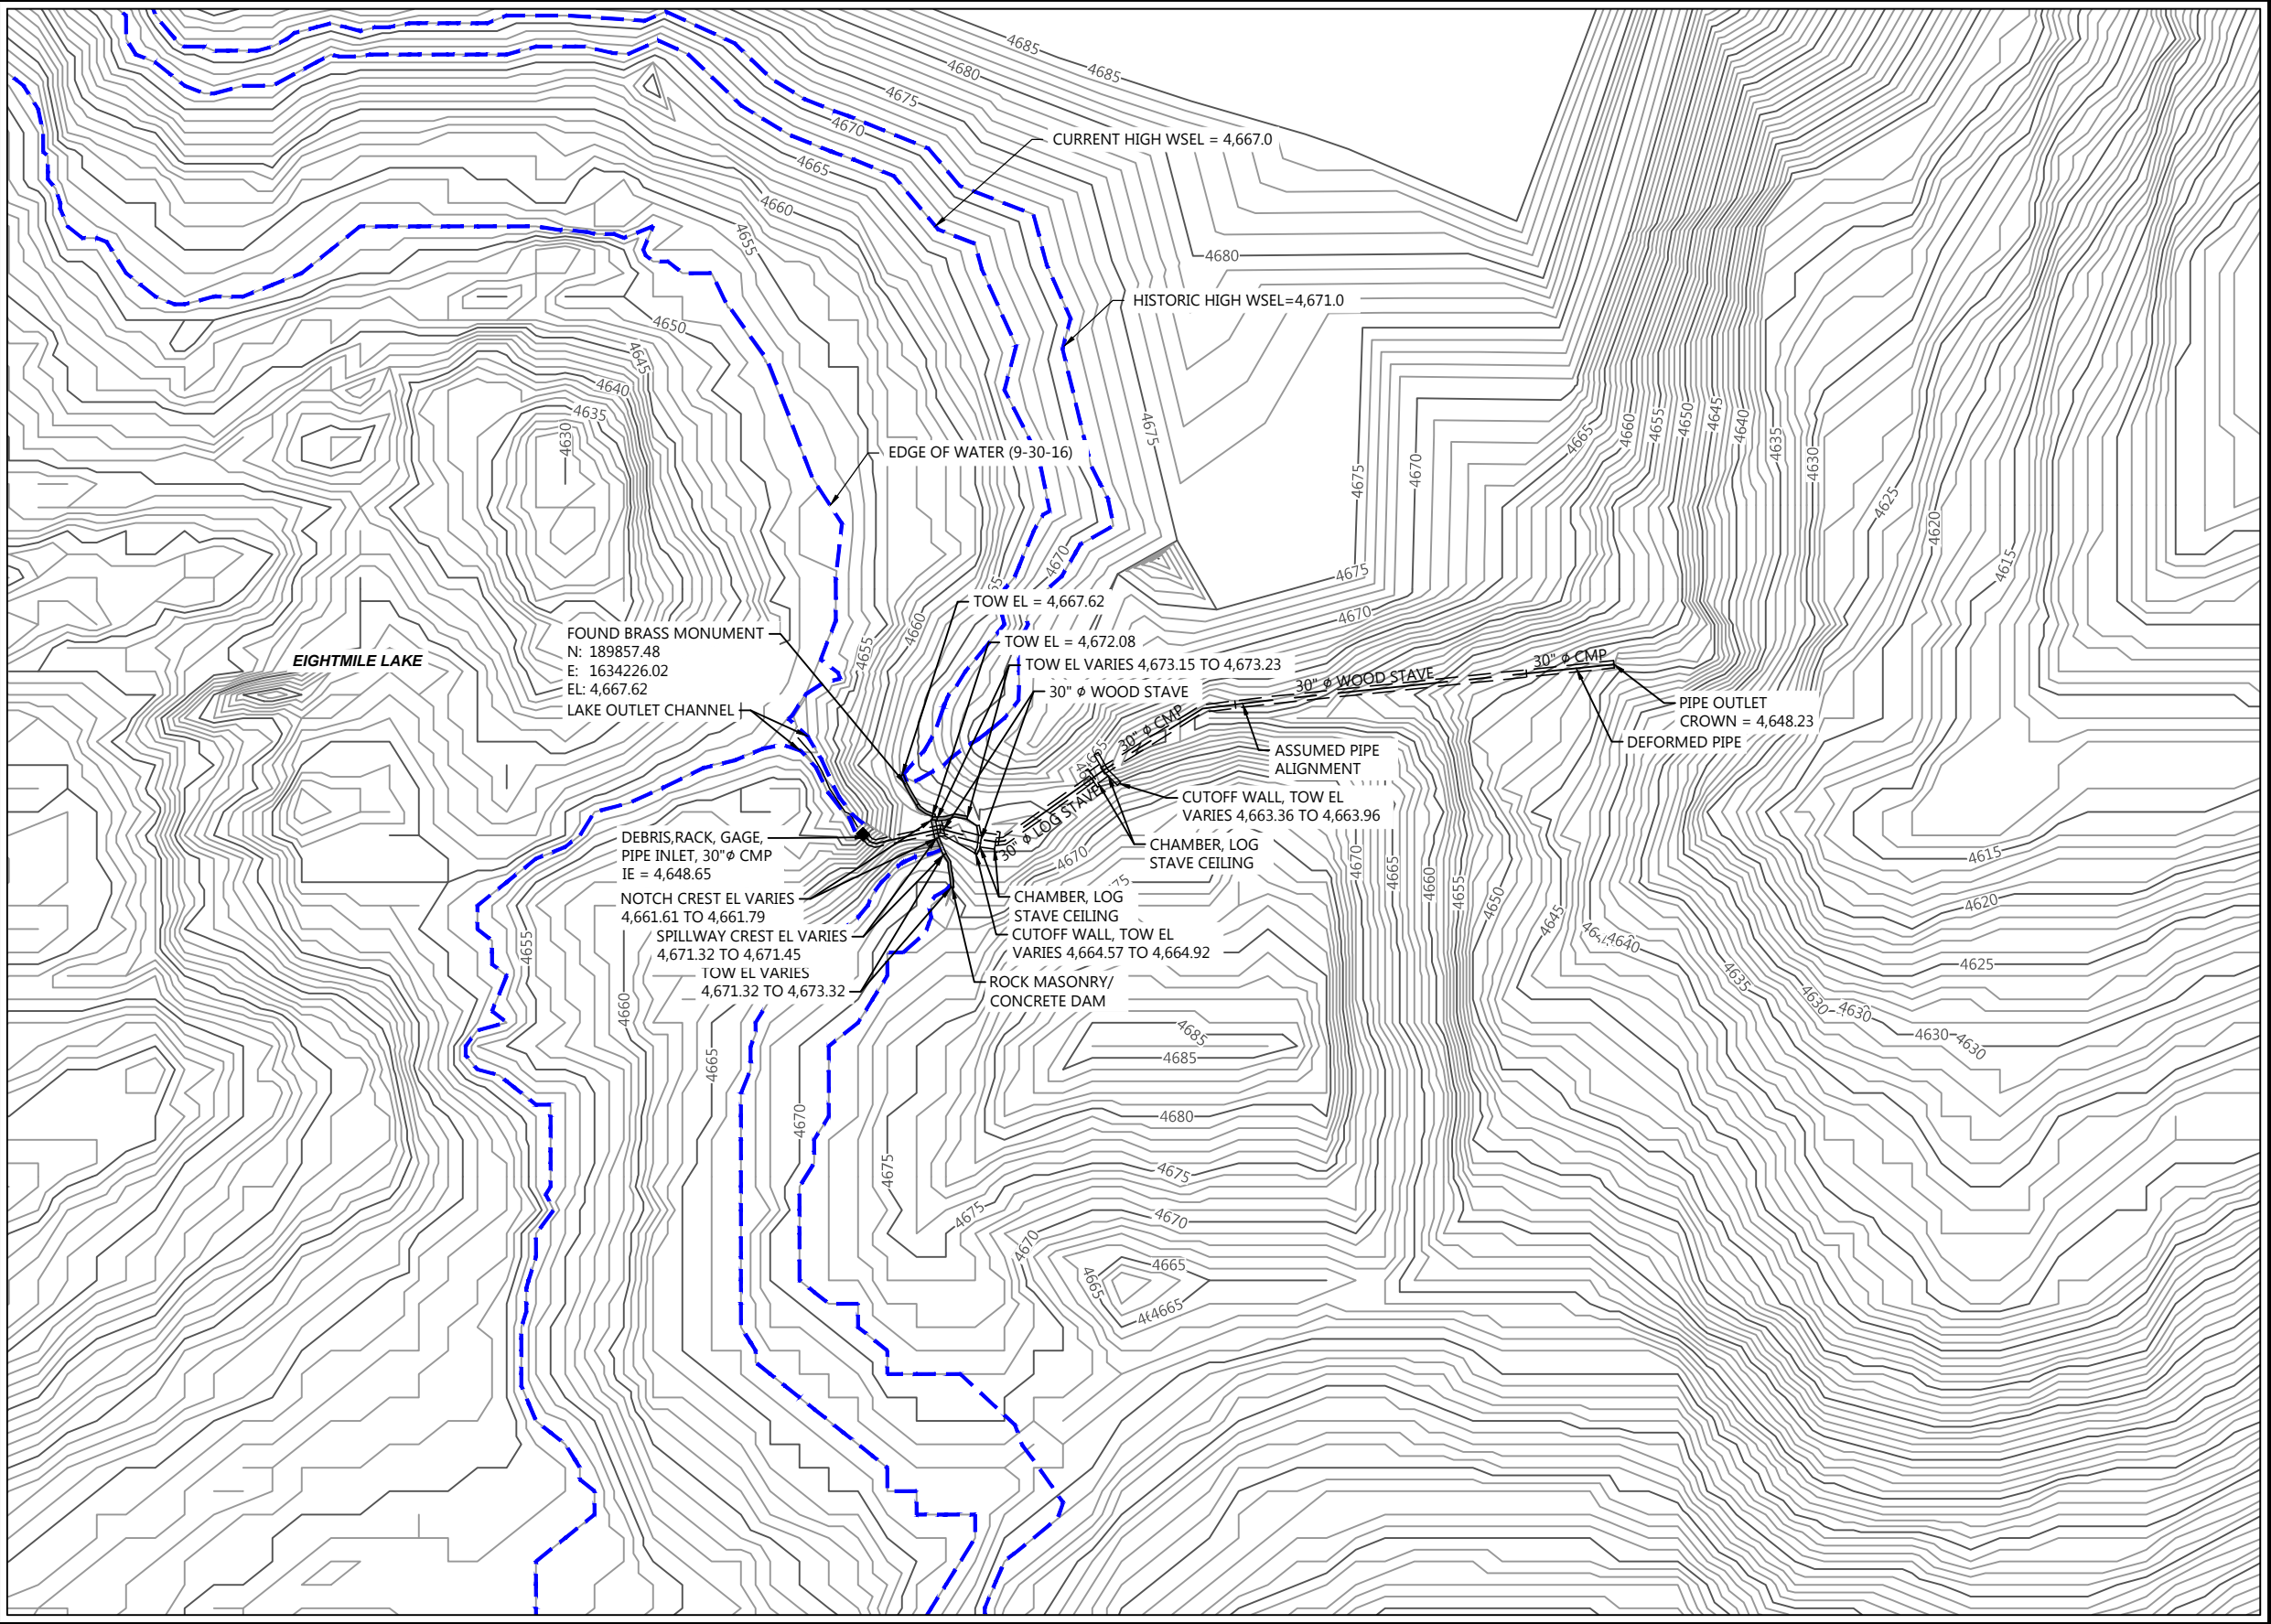 4685
4685
4680
4675
4670
4665
4660
4655
CURRENT HIGH WSEL = 4,667.0
4680
HISTORIC HIGH WSEL=4,671.0
4650
4645
4640
4635
4630
4675
EDGE OF WATER (9-30-16)
4675
4670
4665
4660
4655
4650
4645
4640
4635
4630
4625
4620
4615
4670
4675
4670
4660
4655
TOW EL = 4,667.62
TOW EL = 4,672.08
TOW EL VARIES 4,673.15 TO 4,673.23
30" ø WOOD STAVE
FOUND BRASS MONUMENT
N: 189857.48
E: 1634226.02
EL: 4,667.62
LAKE OUTLET CHANNEL
EIGHTMILE LAKE
30" ø CMP
30" ø WOOD STAVE
30" ø CMP
30" ø LOG STAVE
4665
PIPE OUTLET
CROWN = 4,648.23
DEFORMED PIPE
ASSUMED PIPE
ALIGNMENT
CUTOFF WALL, TOW EL
VARIES 4,663.36 TO 4,663.96
CHAMBER, LOG
STAVE CEILING
DEBRIS,RACK, GAGE,
PIPE INLET, 30"ø CMP
IE = 4,648.65
NOTCH CREST EL VARIES
4,661.61 TO 4,661.79
SPILLWAY CREST EL VARIES
4,671.32 TO 4,671.45
TOW EL VARIES
4,671.32 TO 4,673.32
CHAMBER, LOG
STAVE CEILING
CUTOFF WALL, TOW EL
VARIES 4,664.57 TO 4,664.92
ROCK MASONRY/
CONCRETE DAM
4670
4670
4665
4660
4655
4650
4645
4640
4635
4630
4630
4630
4630
4615
4620
4625
4655
4660
4665
4670
4675
4685
4685
4680
4675
4675
4670
4670
4665
4665
4665